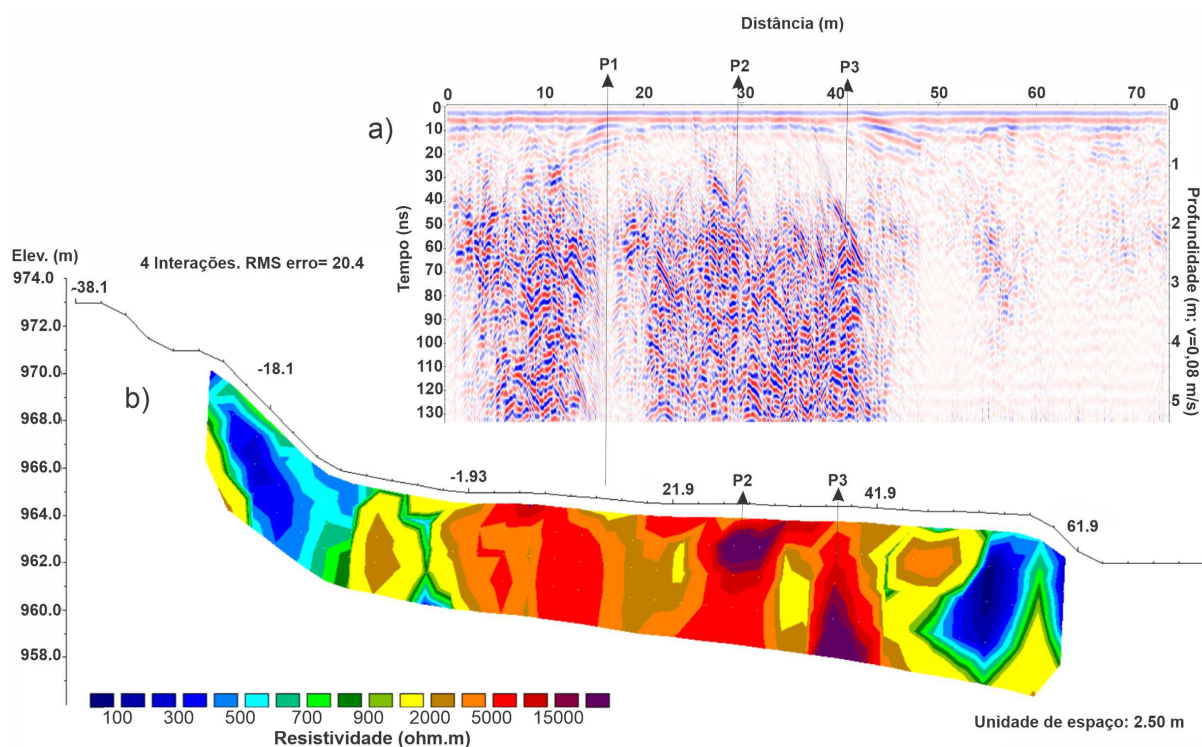 Distância (m)
P1 P2 P3
0 10 20 30 40 50 60 70
a)
0
10
20
30
40
50
60
70
80
90
100
110
120
130
Tempo (ns)
0
1
2
3
4
5
Profundidade (m; v=0,08 m/s)
Elev. (m)
4 Interações. RMS erro= 20.4
974.0
972.0
970.0
968.0
966.0
964.0
962.0
960.0
958.0
b)
-38.1
-18.1
-1.93
21.9
P2
P3
41.9
61.9
100 300 500 700 900 2000 5000 15000
Resistividade (ohm.m)
Unidade de espaço: 2.50 m